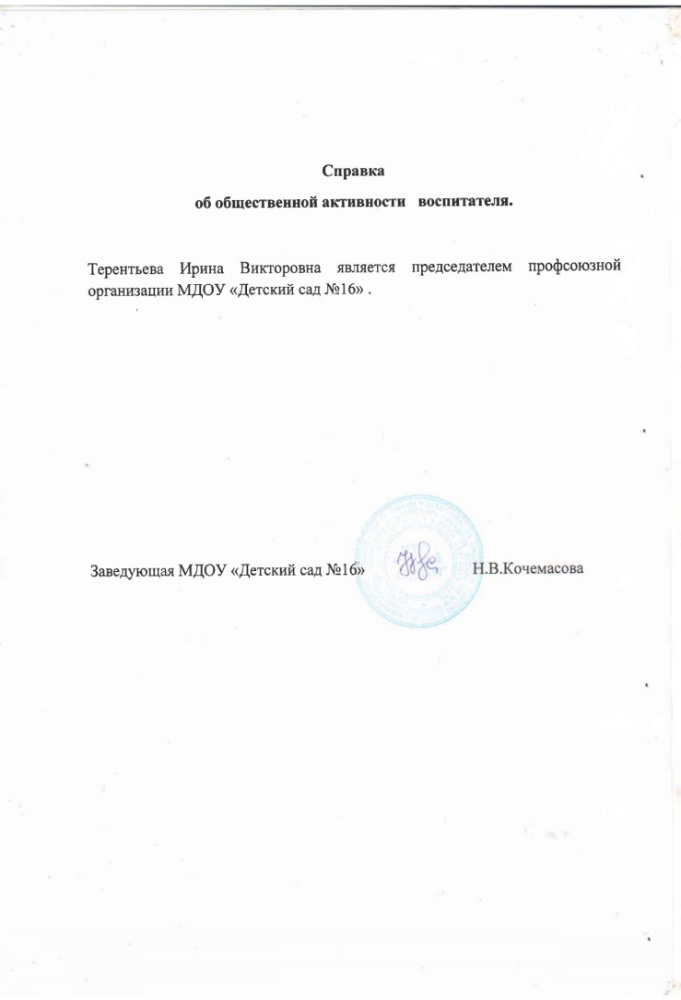 Справка
об общественной активности воспитателя.
Терентьева Ирина Викторовна является председателем профсоюзной
организации МДОУ «Детский сад №16» .
Заведующая МДОУ «Детский сад №16» Н.В.Кочемасова